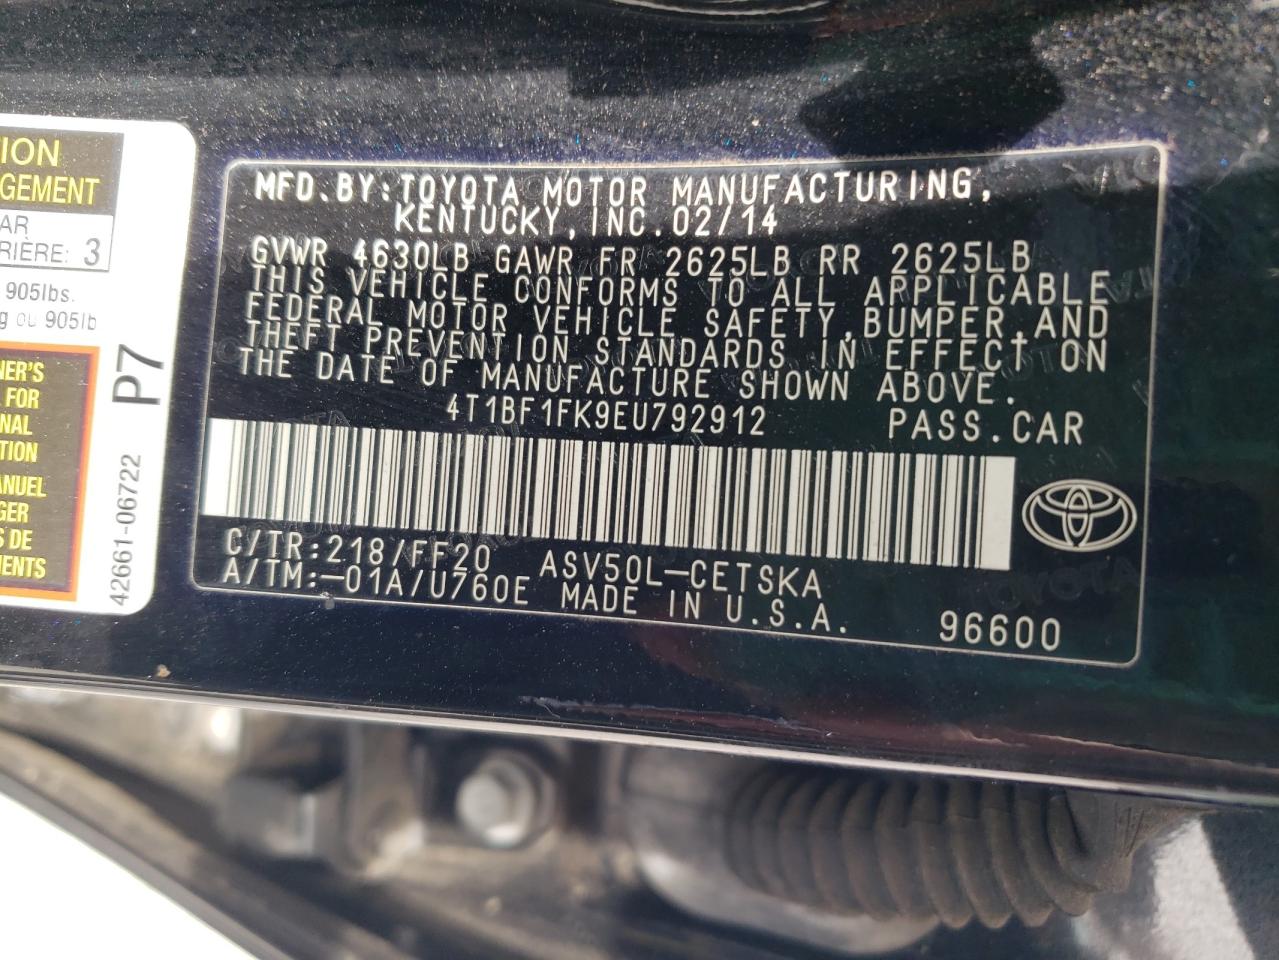 ION
GEMENT
AR
RIÈRE: 3
905lbs.
g ou 905lb
NER'S
FOR
NAL
TION
ANUEL
GER
S DE
EMENTS
P7
42661-06722
MFD.BY:TOYOTA MOTOR MANUFACTURING,
KENTUCKY,INC.02/14
GVWR 4630LB GAWR FR 2625LB RR 2625LB
THIS VEHICLE CONFORMS TO ALL APPLICABLE
FEDERAL MOTOR VEHICLE SAFETY,BUMPER,AND
THEFT PREVENTION STANDARDS IN EFFECT ON
THE DATE OF MANUFACTURE SHOWN ABOVE.
4T1BF1FK9EU792912 PASS.CAR
C/TR:218/FF20 ASV50L-CETSKA
A/TM:-01A/U760E MADE IN U.S.A.
96600